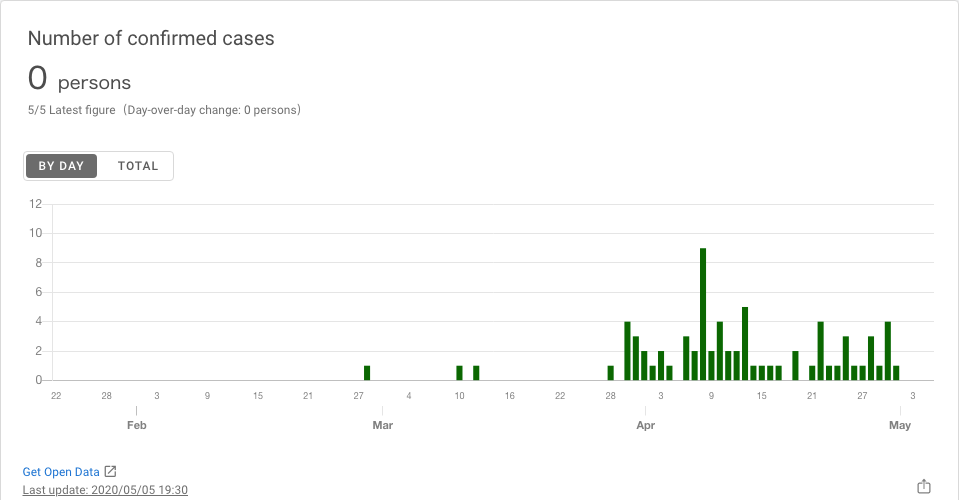 Number of confirmed cases
0 persons
5/5 Latest figure（Day-over-day change: 0 persons）
BY DAY TOTAL
12
10
8
6
4
2
0
22 28 3 9 15 21 27 4 10 16 22 28 3 9 15 21 27 3
Feb Mar Apr May
Get Open Data
Last update: 2020/05/05 19:30